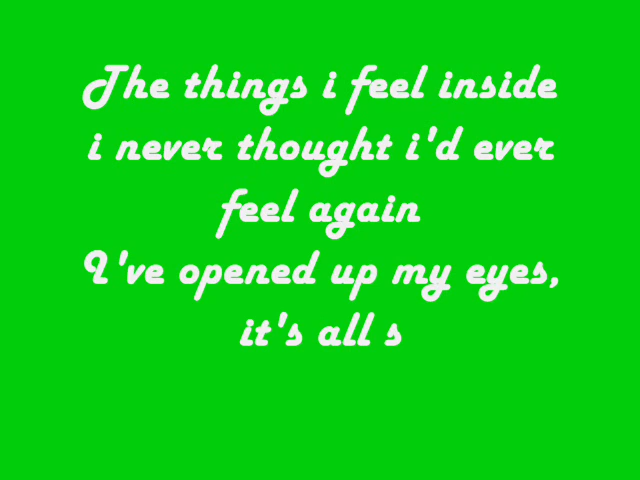 The things i feel inside
i never thought i'd ever
feel again
I've opened up my eyes,
it's all s